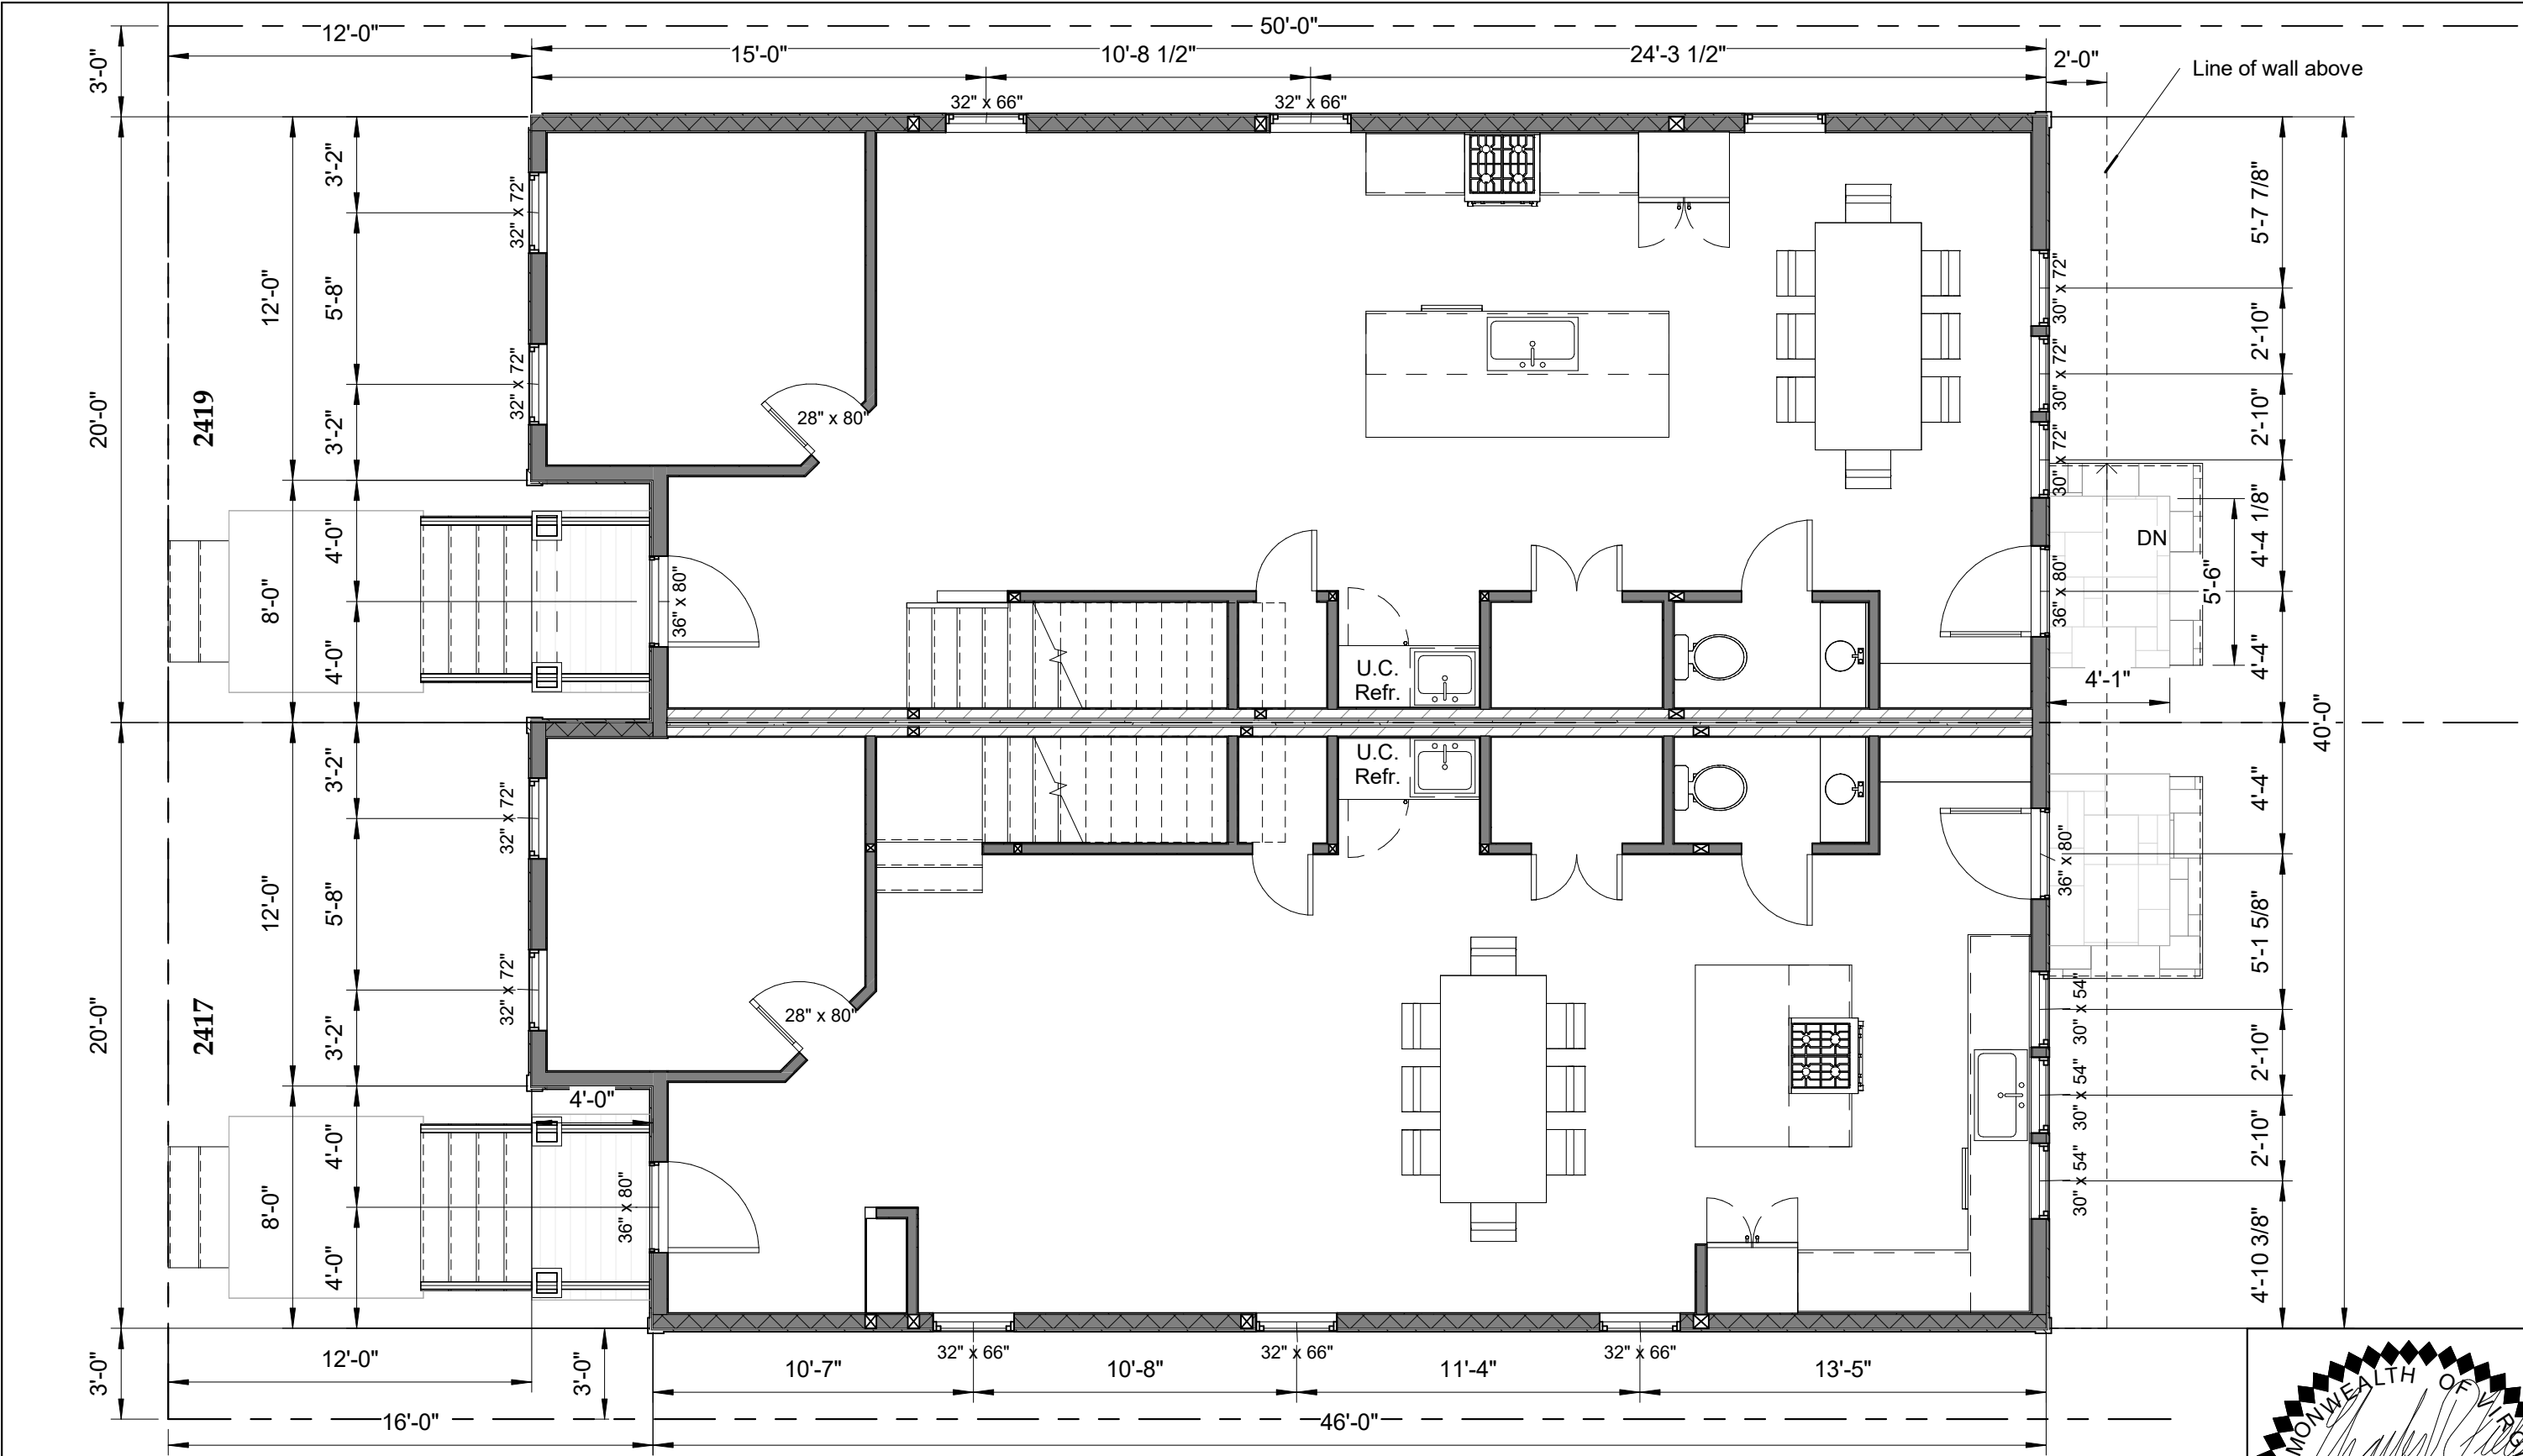 50'-0"
12'-0"
15'-0"
10'-8 1/2"
24'-3 1/2"
2'-0"
Line of wall above
3'-0"
32" x 66"
32" x 66"
20'-0"
2419
12'-0"
3'-2"
5'-8"
3'-2"
32" x 72"
32" x 72"
28" x 80"
8'-0"
4'-0"
4'-0"
36" x 80"
U.C.
Refr.
30" x 72"
30" x 72"
30" x 72"
36" x 80"
DN
5'-6"
4'-1"
5'-7 7/8"
2'-10"
2'-10"
4'-4 1/8"
4'-4"
40'-0"
20'-0"
2417
12'-0"
3'-2"
5'-8"
3'-2"
32" x 72"
32" x 72"
28" x 80"
U.C.
Refr.
4'-0"
8'-0"
4'-0"
4'-0"
36" x 80"
36" x 80"
30" x 54"
30" x 54"
30" x 54"
4'-4"
5'-1 5/8"
2'-10"
2'-10"
4'-10 3/8"
3'-0"
12'-0"
3'-0"
32" x 66"
32" x 66"
32" x 66"
10'-7"
10'-8"
11'-4"
13'-5"
16'-0"
46'-0"
MONWEALTH OF VIRG